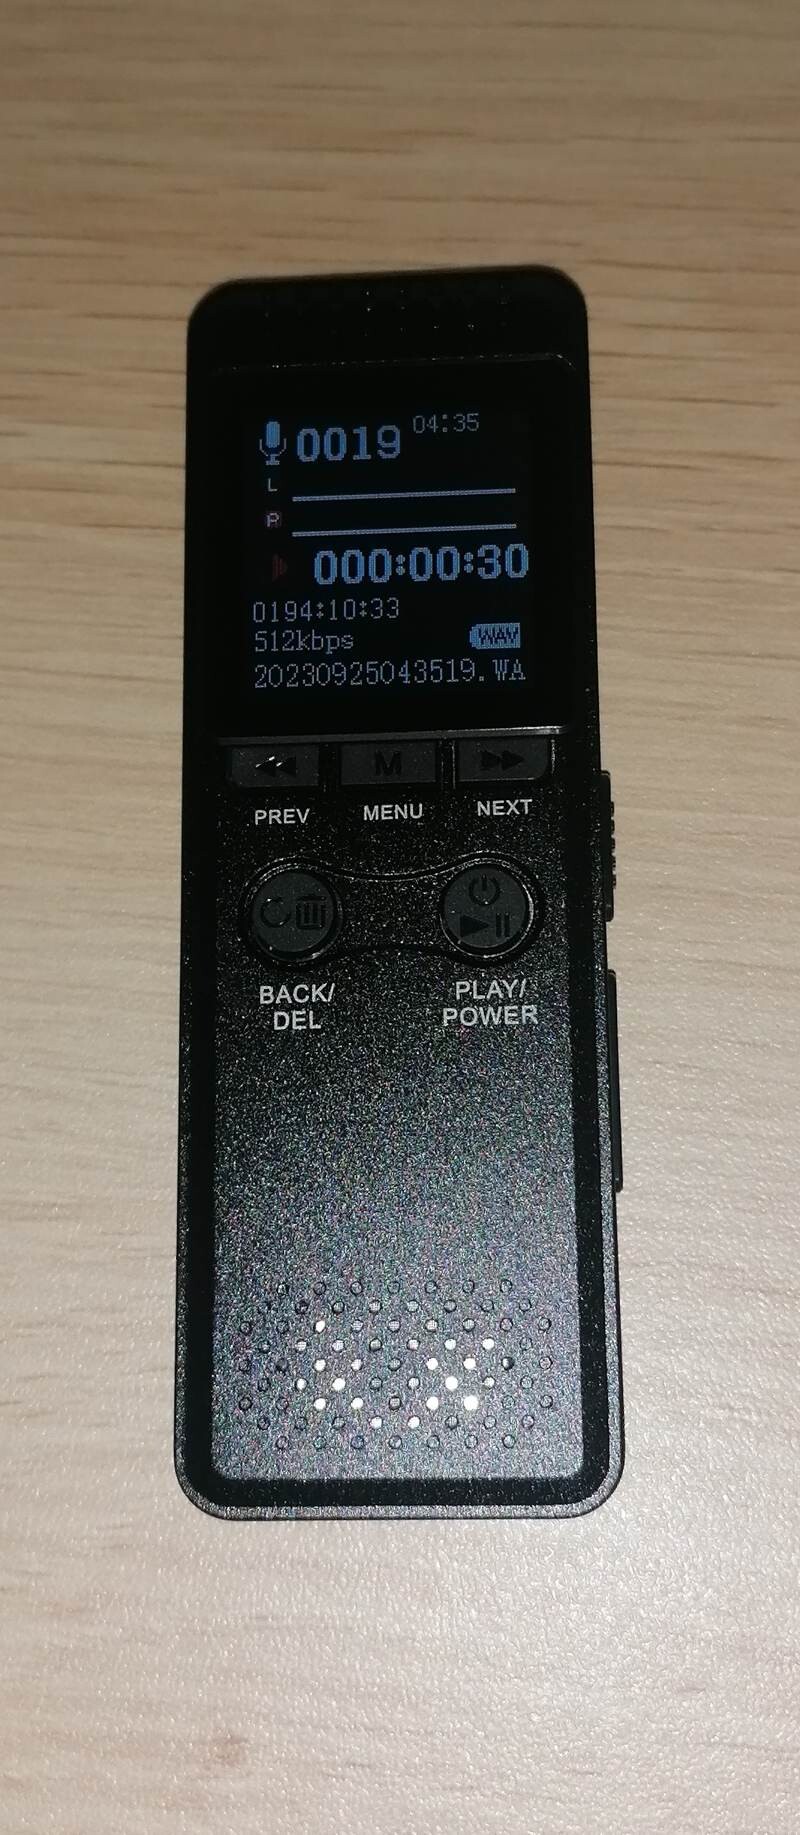 0019 04:35
L
R
000:00:30
0194:10:33
512kbps WAV
20230925043519.WA
M
PREV MENU NEXT
BACK/ DEL
PLAY/ POWER